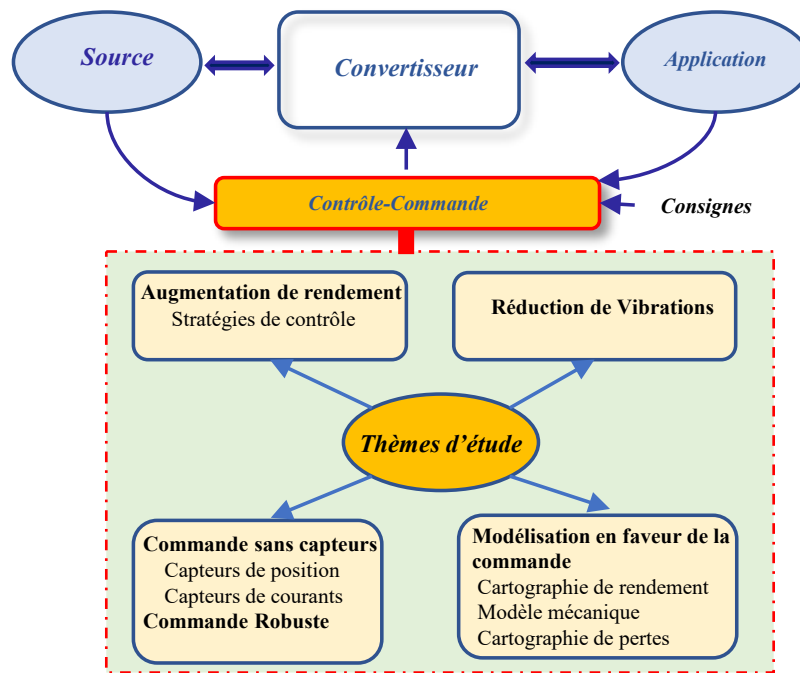 Source
Convertisseur
Application
Contrôle-Commande
Consignes
Augmentation de rendement
Stratégies de contrôle
Réduction de Vibrations
Thèmes d'étude
Commande sans capteurs
Capteurs de position
Capteurs de courants
Commande Robuste
Modélisation en faveur de la
commande
Cartographie de rendement
Modèle mécanique
Cartographie de pertes